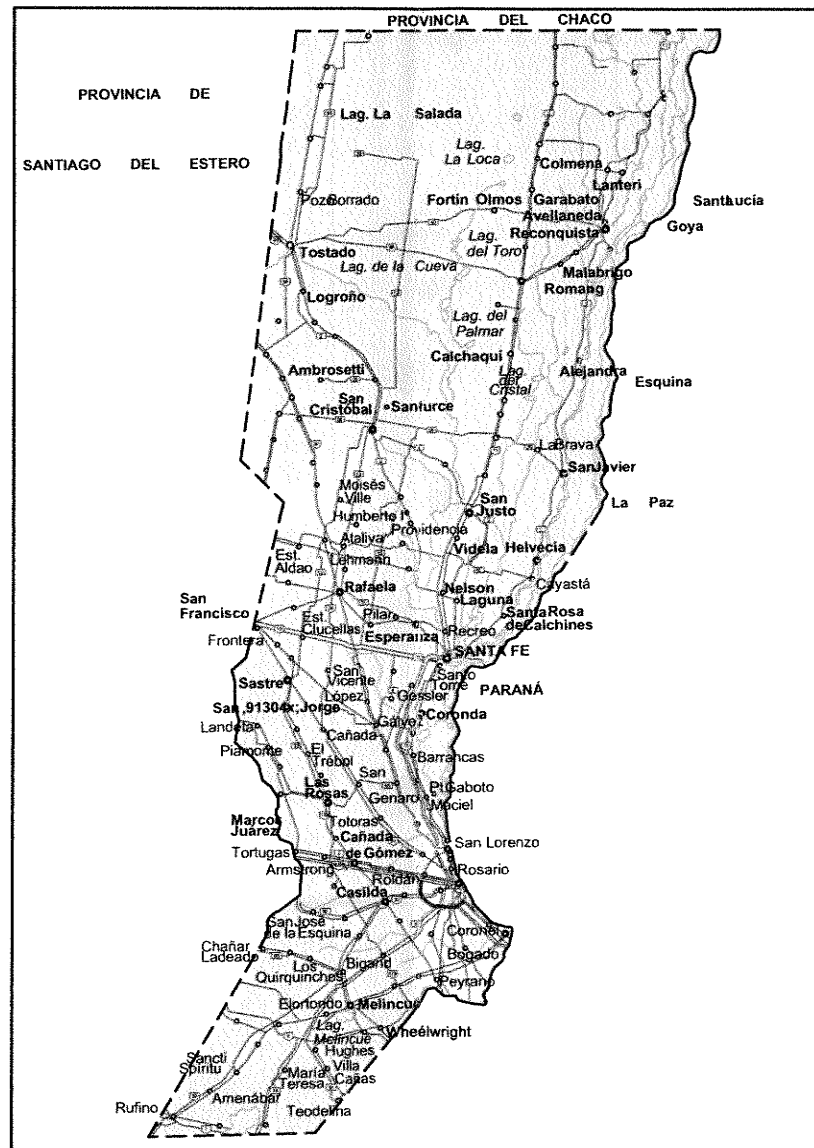 PROVINCIA DEL CHACO
PROVINCIA DE
SANTIAGO DEL ESTERO
Lag. La Salada
Lag.
La Loca
Colmena
Lanteri
Pozo Borrado
Fortin Olmos
Garabato
Avellaneda
Reconquista
Santa Lucía
Goya
Tostado
Lag. de la Cueva
Lag.
del Toro
Malabrigo
Romang
Logroño
Lag. del
Palmar
Calchaqui
Ambrosetti
Alejandra
Lag.
del
Cristal
Esquina
San
Cristóbal
Santurce
La Brava
San Javier
La Paz
Moisés
Ville
Humberto I°
Providencia
San
Justo
Ataliva
Videla
Helvecia
Est.
Aldao
Lehmann
Cayastá
Rafaela
Nelson
Laguna
San
Francisco
Est.
Clucellas
Pilar
Esperanza
Santa Rosa
de Calchines
Recreo
Frontera
SANTA FE
Santo
Tomé
San
Vicente
Sastre
López
Gessler
PARANÁ
San ,91304x;Jorge
Coronda
Landeta
Cañada
Gálvez
Piamonte
El
Trébol
Barrancas
San
Genaro
Las
Rosas
Pt.Gaboto
Maciel
Marcos
Juárez
Totoras
Cañada
de Gómez
San Lorenzo
Tortugas
Armstrong
Roldán
Rosario
Casilda
San José
de la Esquina
Coronel
Bogado
Chañar
Ladeado
Los
Quirquinchos
Bigand
Peyrano
Elortondo
Melincué
Lag.
Melincué
Wheelwright
Hughes
Sancti
Spíritu
María
Teresa
Villa
Cañás
Amenábar
Rufino
Teodelina